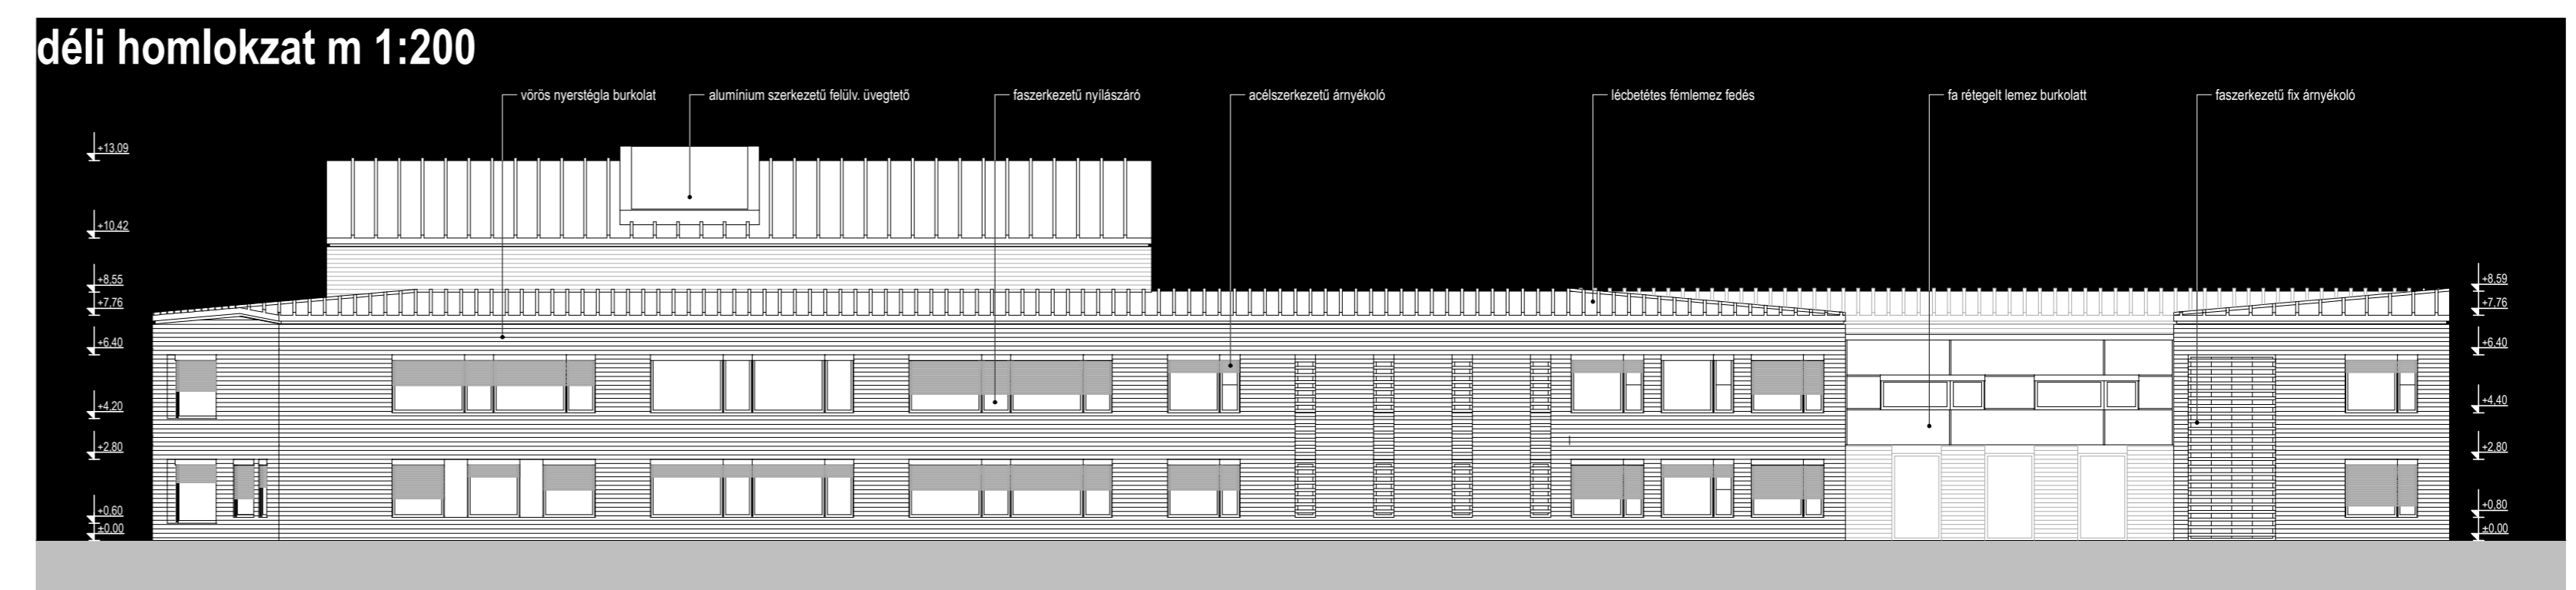 déli homlokzat m 1:200
vörös nyerstégla burkolat
alumínium szerkezetű felülv. üvegtető
faszerkezetű nyílászáró
acélszerkezetű árnyékoló
lécbetétes fémlemez fedés
fa rétegelt lemez burkolatt
faszerkezetű fix árnyékoló
+13,09
+10,42
+8,55
+7,76
+6,40
+4,20
+2,80
+0,60
±0,00
+8,59
+7,76
+6,40
+4,40
+2,80
+0,80
±0,00